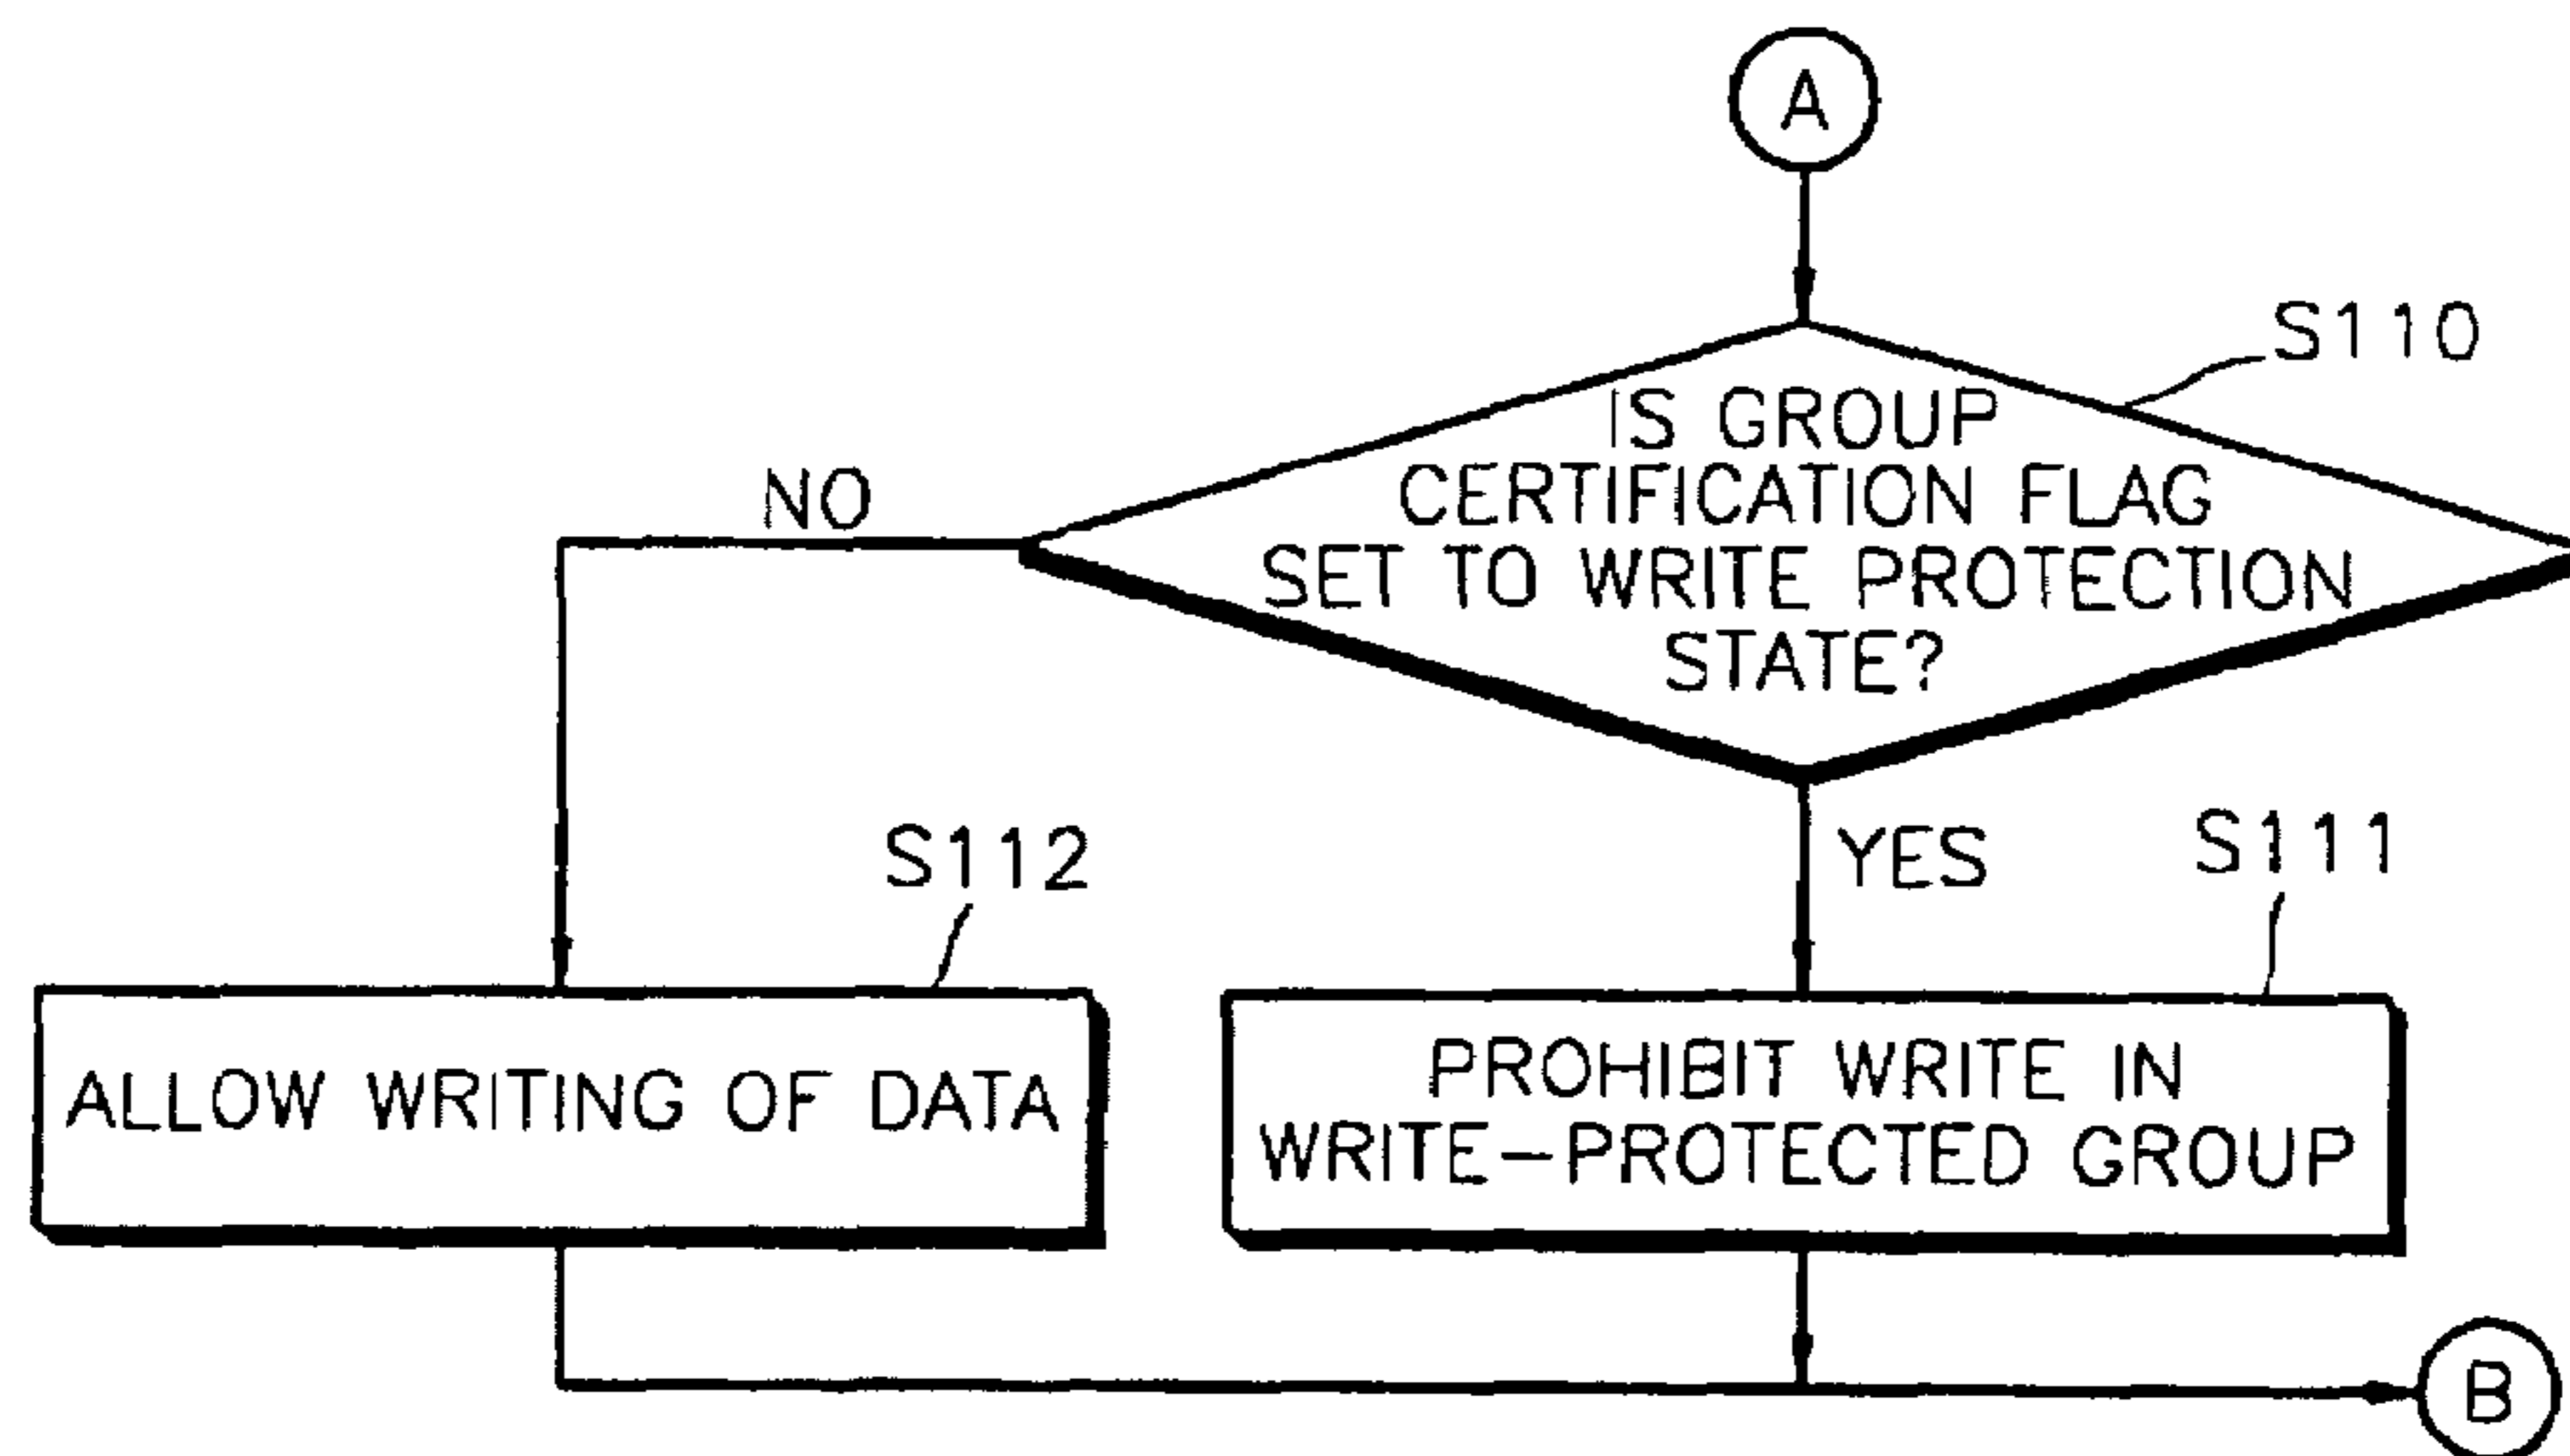 A
S110
IS GROUP
CERTIFICATION FLAG
SET TO WRITE PROTECTION
STATE?
NO
YES
S112
S111
ALLOW WRITING OF DATA
PROHIBIT WRITE IN
WRITE-PROTECTED GROUP
B